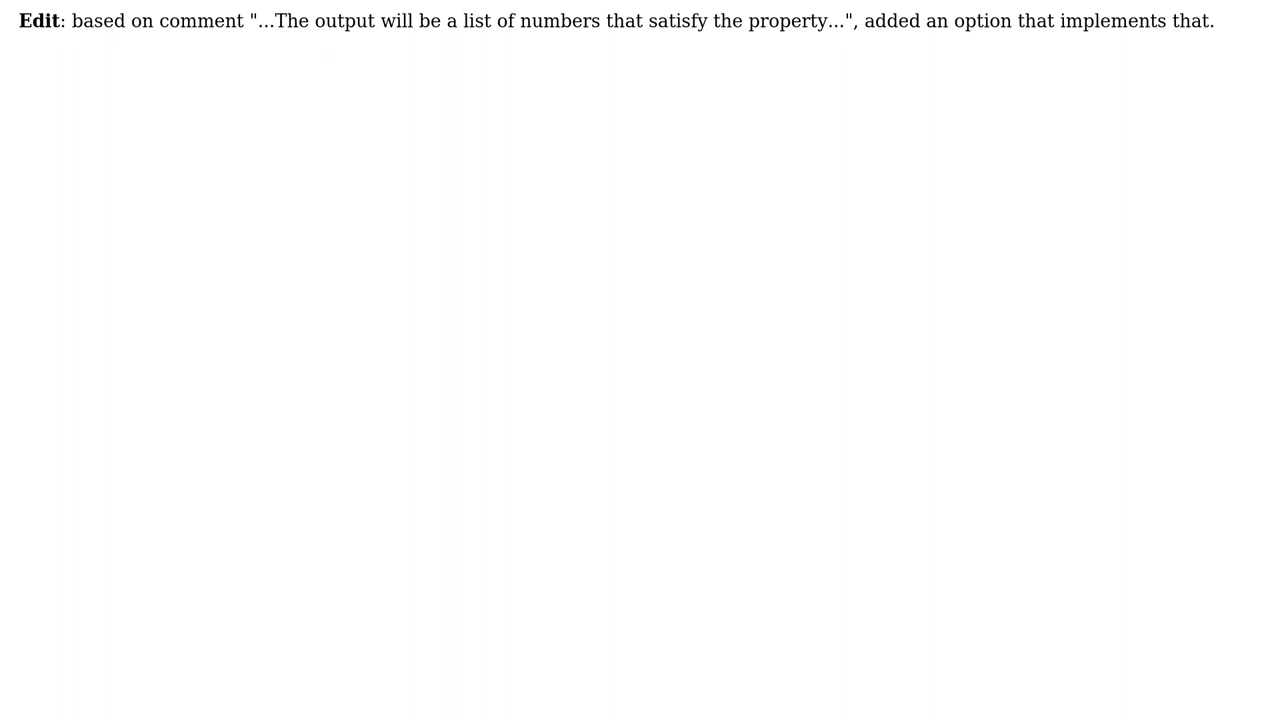 Edit: based on comment "...The output will be a list of numbers that satisfy the property...", added an option that implements that.